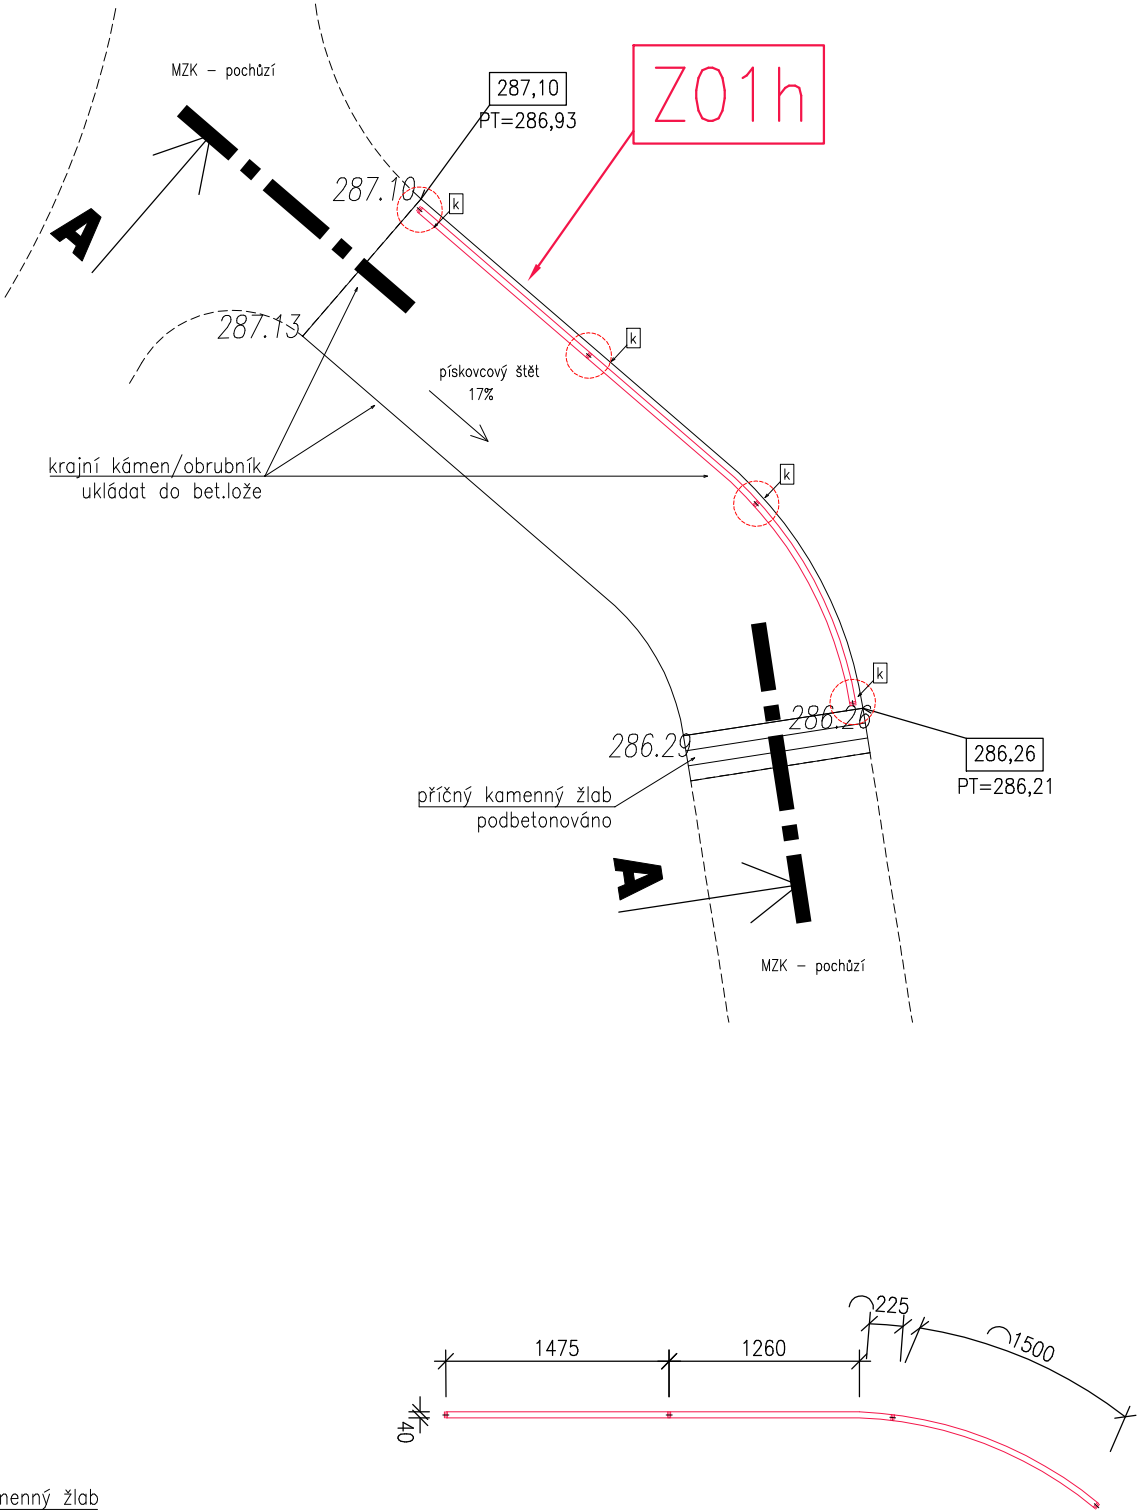 MZK – pochůzí
287,10
PT=286,93
Z01h
287.10
k
A
287.13
k
pískovcový štět
17%
krajní kámen/obrubník
ukládat do bet.lože
k
k
286.26
286.29
286,26
PT=286,21
příčný kamenný žlab
podbetonováno
A
MZK – pochůzí
225
1475
1260
1500
40
menný žlab